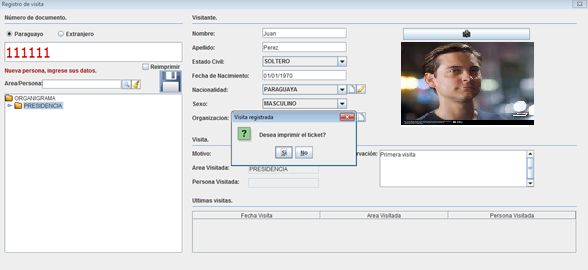 Registro de visita
Número de documento.
Paraguayo Extranjero
111111
Nueva persona, ingrese sus datos.
Reimprimir
Area/Persona:
ORGANIGRAMA
PRESIDENCIA
Visitante.
Nombre: Juan
Apellido: Perez
Estado Civil: SOLTERO
Fecha de Nacimiento: 01/01/1970
Nacionalidad: PARAGUAYA
Sexo: MASCULINO
Organizacion:
Visita registrada
Desea imprimir el ticket?
Sí No
Visita.
Motivo:
ervación: Primera visita
Area Visitada: PRESIDENCIA
Persona Visitada:
Ultimas visitas.
Fecha Visita Area Visitada Persona Visitada